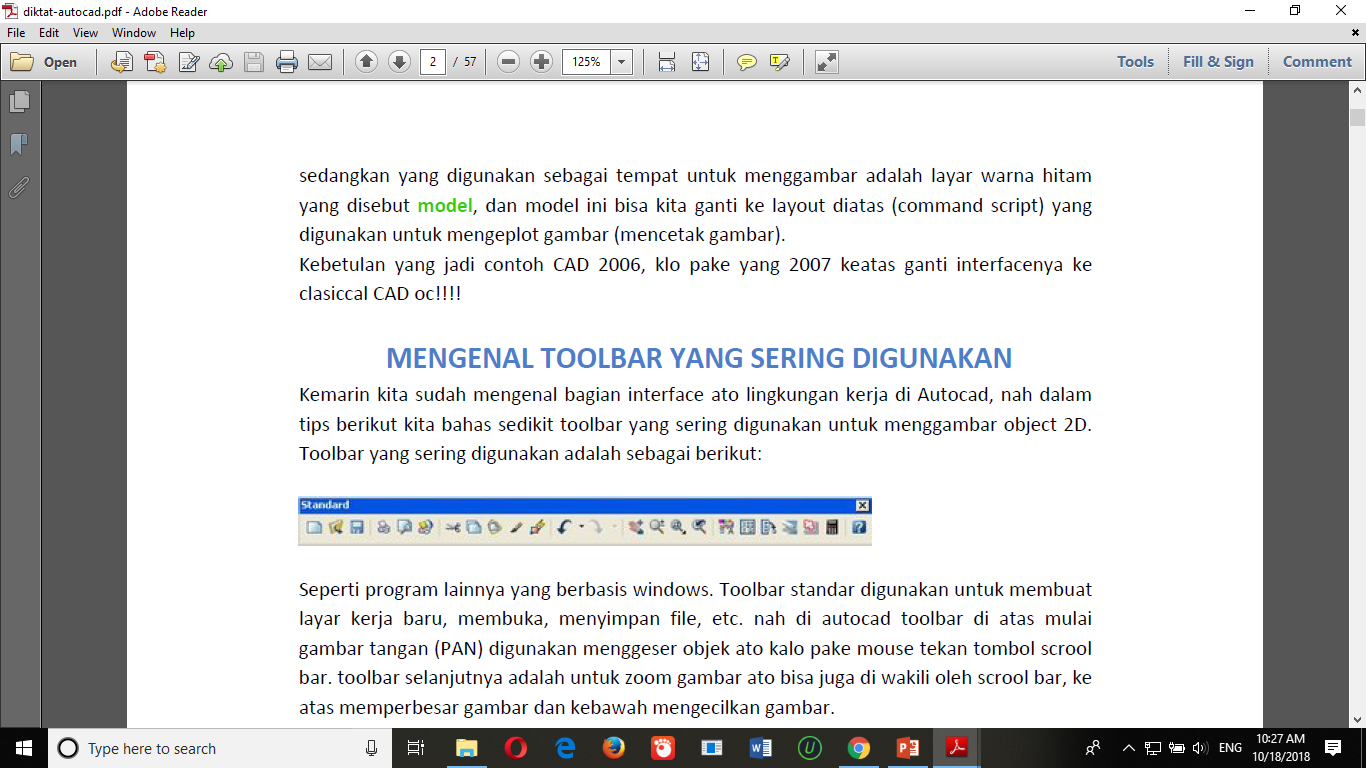 diktat-autocad.pdf - Adobe Reader
File Edit View Window Help
Open 2 / 57 125% Tools Fill & Sign Comment
sedangkan yang digunakan sebagai tempat untuk menggambar adalah layar warna hitam
yang disebut model, dan model ini bisa kita ganti ke layout diatas (command script) yang
digunakan untuk mengeplot gambar (mencetak gambar).
Kebetulan yang jadi contoh CAD 2006, klo pake yang 2007 keatas ganti interfacenya ke
clasiccal CAD oc!!!!
MENGENAL TOOLBAR YANG SERING DIGUNAKAN
Kemarin kita sudah mengenal bagian interface ato lingkungan kerja di Autocad, nah dalam
tips berikut kita bahas sedikit toolbar yang sering digunakan untuk menggambar object 2D.
Toolbar yang sering digunakan adalah sebagai berikut:
Standard
Seperti program lainnya yang berbasis windows. Toolbar standar digunakan untuk membuat
layar kerja baru, membuka, menyimpan file, etc. nah di autocad toolbar di atas mulai
gambar tangan (PAN) digunakan menggeser objek ato kalo pake mouse tekan tombol scrool
bar. toolbar selanjutnya adalah untuk zoom gambar ato bisa juga di wakili oleh scrool bar, ke
atas memperbesar gambar dan kebawah mengecilkan gambar.
Type here to search
ENG
10:27 AM
10/18/2018